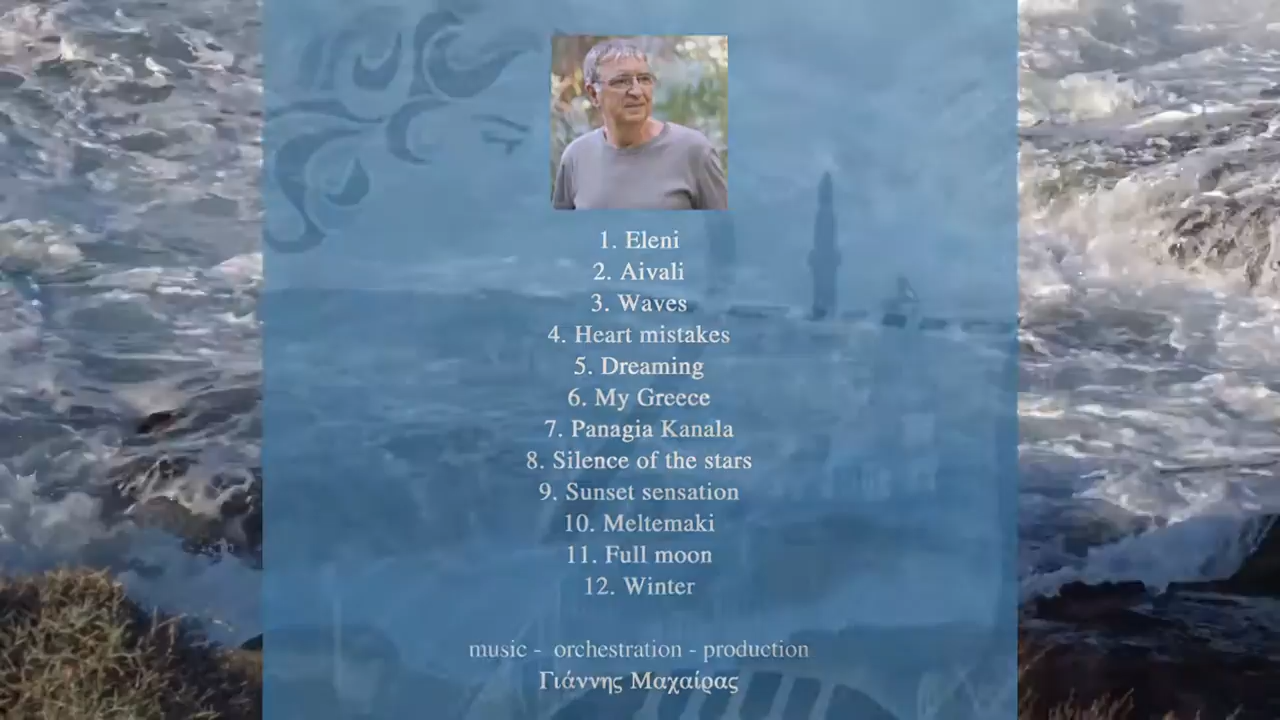 1. Eleni
2. Aivali
3. Waves
4. Heart mistakes
5. Dreaming
6. My Greece
7. Panagia Kanala
8. Silence of the stars
9. Sunset sensation
10. Meltemaki
11. Full moon
12. Winter
music - orchestration - production
Γιάννης Μαχαίρας